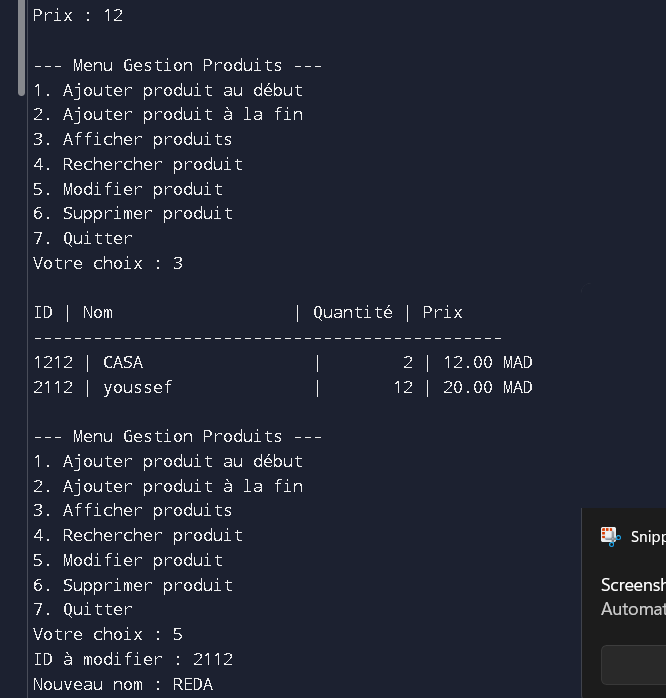 Prix : 12
--- Menu Gestion Produits ---
1. Ajouter produit au début
2. Ajouter produit à la fin
3. Afficher produits
4. Rechercher produit
5. Modifier produit
6. Supprimer produit
7. Quitter
Votre choix : 3
ID | Nom | Quantité | Prix
-----------------------------------------------
1212 | CASA | 2 | 12.00 MAD
2112 | youssef | 12 | 20.00 MAD
--- Menu Gestion Produits ---
1. Ajouter produit au début
2. Ajouter produit à la fin
3. Afficher produits
4. Rechercher produit
5. Modifier produit
6. Supprimer produit
7. Quitter
Votre choix : 5
ID à modifier : 2112
Nouveau nom : REDA
Snipp
Screensh
Automat